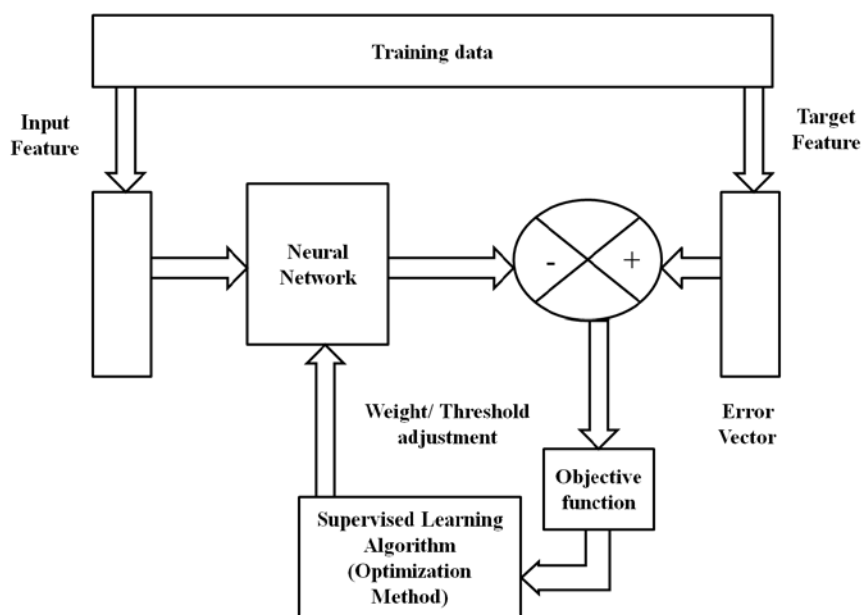 Training data
Input
Feature
Target
Feature
Neural
Network
-
+
Weight/ Threshold
adjustment
Error
Vector
Objective
function
Supervised Learning
Algorithm
(Optimization
Method)